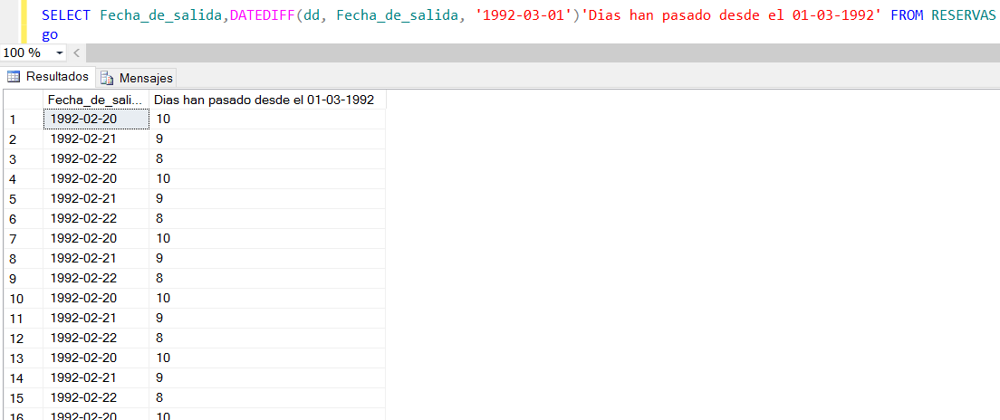 SELECT Fecha_de_salida,DATEDIFF(dd, Fecha_de_salida, '1992-03-01')'Dias han pasado desde el 01-03-1992' FROM RESERVAS
go
100 %
Resultados Mensajes
Fecha_de_sali... Dias han pasado desde el 01-03-1992
1 1992-02-20 10
2 1992-02-21 9
3 1992-02-22 8
4 1992-02-20 10
5 1992-02-21 9
6 1992-02-22 8
7 1992-02-20 10
8 1992-02-21 9
9 1992-02-22 8
10 1992-02-20 10
11 1992-02-21 9
12 1992-02-22 8
13 1992-02-20 10
14 1992-02-21 9
15 1992-02-22 8
16 1992-02-20 10